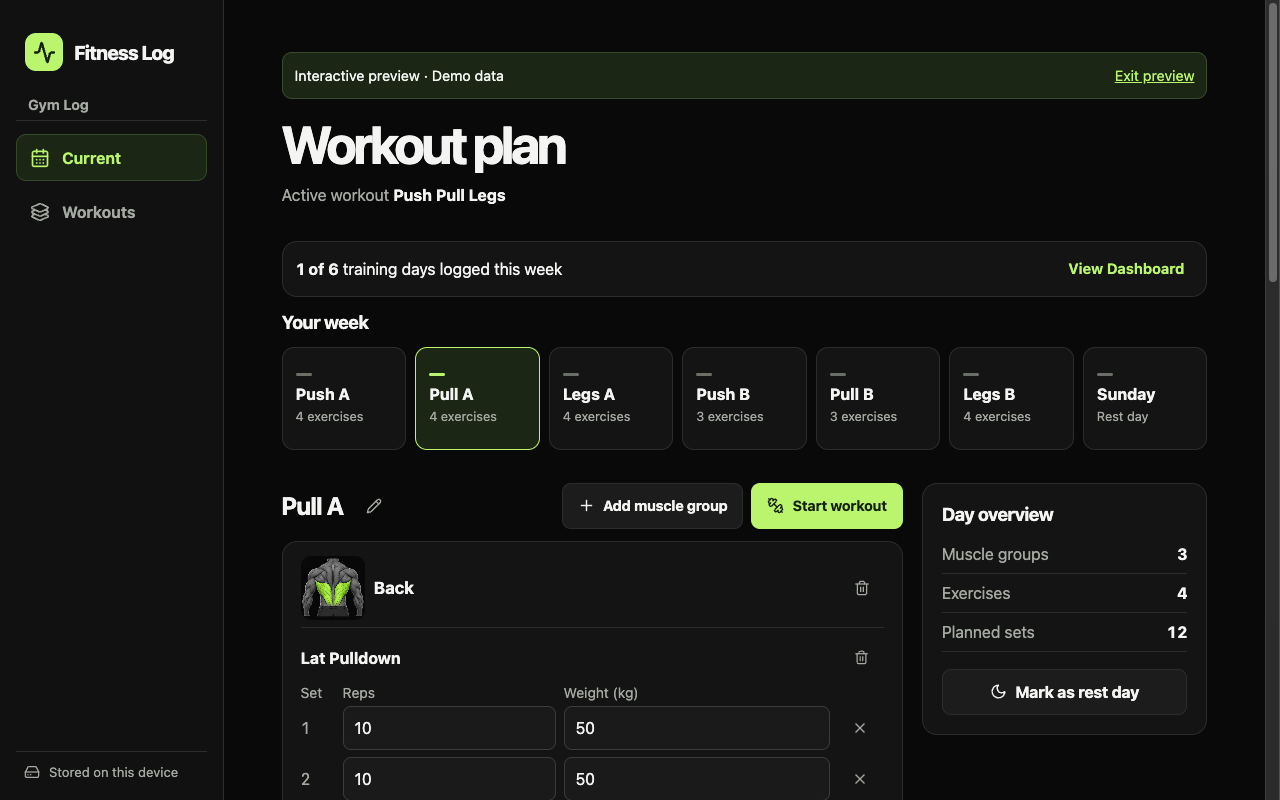 Fitness Log
Gym Log
Current
Workouts
Stored on this device
Interactive preview · Demo data
Exit preview
Workout plan
Active workout Push Pull Legs
1 of 6 training days logged this week
View Dashboard
Your week
Push A
4 exercises
Pull A
4 exercises
Legs A
4 exercises
Push B
3 exercises
Pull B
3 exercises
Legs B
4 exercises
Sunday
Rest day
Pull A
Add muscle group
Start workout
Back
Lat Pulldown
Set Reps Weight (kg)
1 10 50
2 10 50
Day overview
Muscle groups 3
Exercises 4
Planned sets 12
Mark as rest day